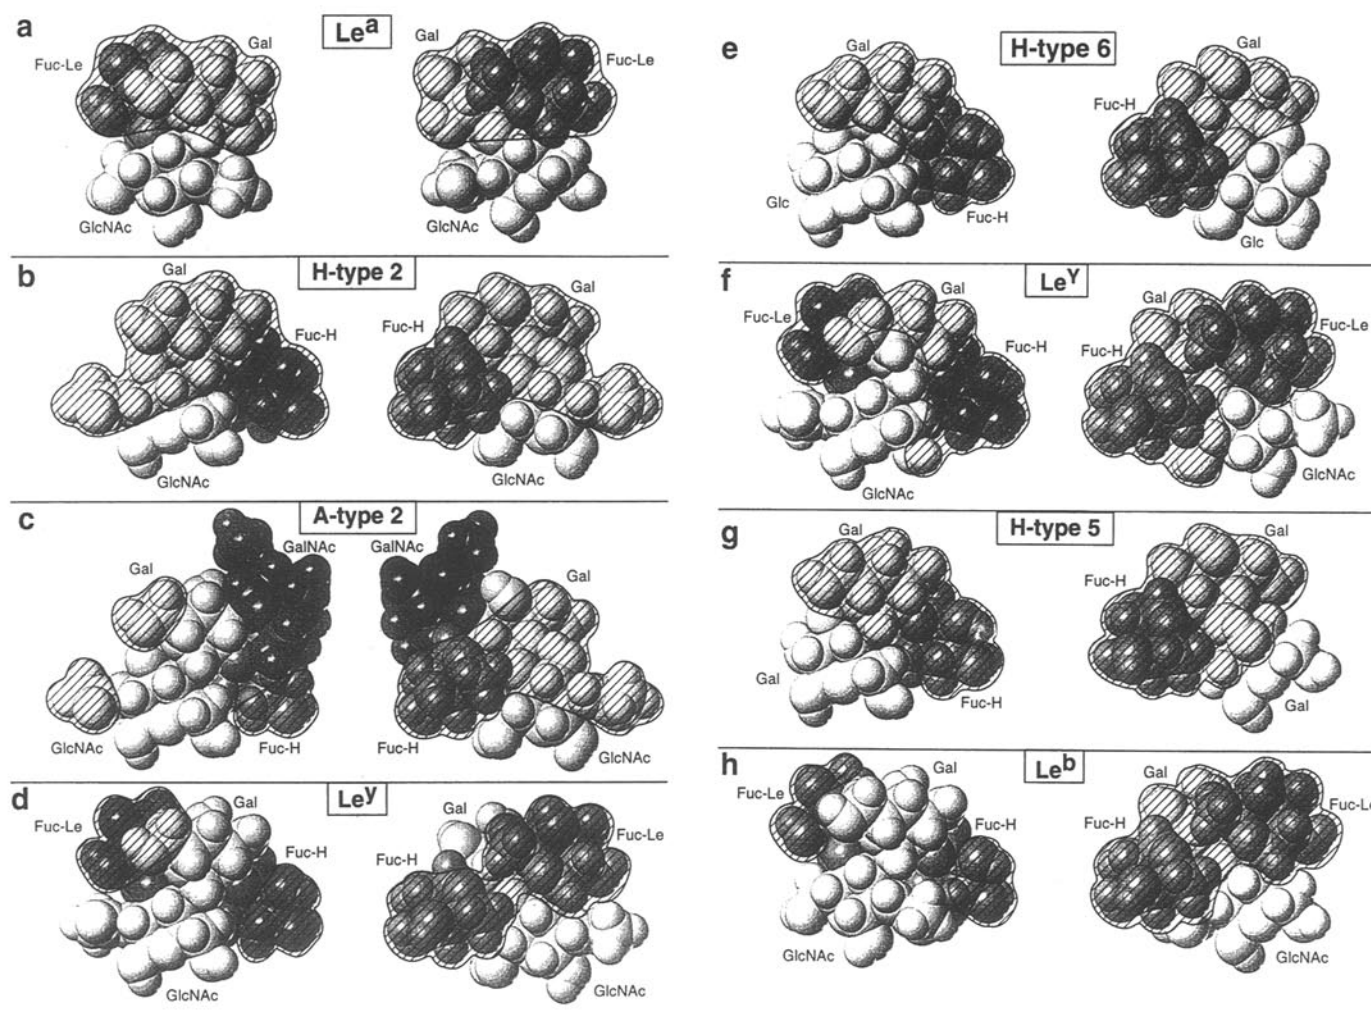 a
Leᵃ
Fuc-Le
Gal
Gal
Fuc-Le
GlcNAc
GlcNAc
b
H-type 2
Gal
Fuc-H
Fuc-H
Gal
GlcNAc
c
A-type 2
GalNAc
GalNAc
Gal
Gal
GlcNAc
Fuc-H
Fuc-H
GlcNAc
d
Leʸ
Fuc-Le
Gal
Fuc-H
Gal
Fuc-Le
Fuc-H
GlcNAc
GlcNAc
e
H-type 6
Gal
Gal
Fuc-H
Glc
Fuc-H
Glc
f
Leʸ
Fuc-Le
Gal
Fuc-H
Gal
Fuc-Le
Fuc-H
GlcNAc
GlcNAc
g
H-type 5
Gal
Gal
Fuc-H
Gal
Fuc-H
Gal
h
Leᵇ
Fuc-Le
Gal
Fuc-H
Gal
Fuc-Le
Fuc-H
GlcNAc
GlcNAc